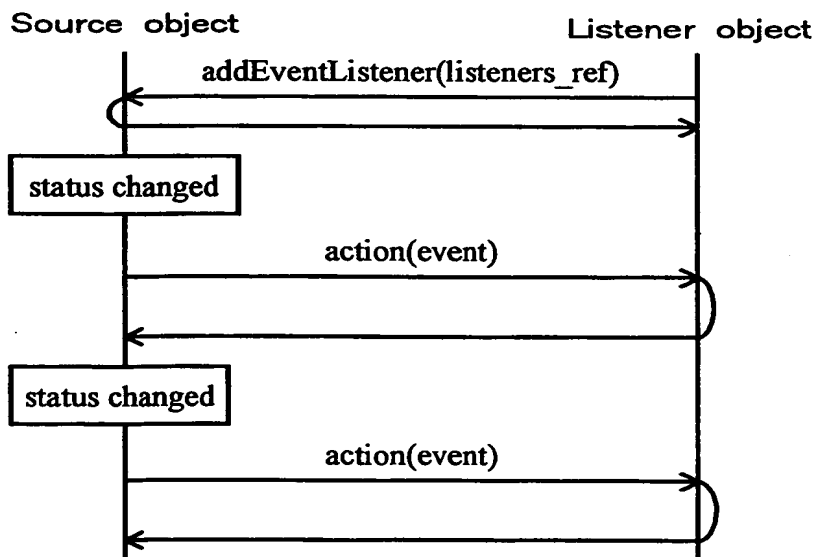 Source object
Listener object
addEventListener(listeners_ref)
status changed
action(event)
status changed
action(event)